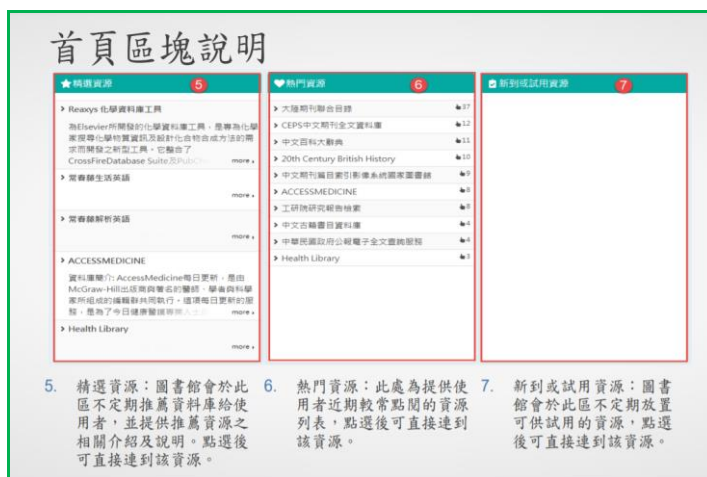 首頁區塊說明
精選資源
5
Reaxys 化學資料庫工具
為Elsevier所開發的化學資料庫工具，是專為化學
家搜尋化學物質資訊及設計化合物合成方法的需
求而開發之新型工具。它整合了
CrossFireDatabase Suite及
more
常春藤生活英語
more
常春藤解析英語
more
ACCESSMEDICINE
資料庫簡介: AccessMedicine每日更新，是由
McGraw-Hill出版商與著名的醫師、學者與科學
家所組成的編輯群共同執行。這項每日更新的服
務，是為了今日健康醫護專業人士
more
Health Library
more
熱門資源
6
大陸期刊聯合目錄 37
CEPS中文期刊全文資料庫 12
中文百科大辭典 11
20th Century British History 10
中文期刊篇目索引影像系統國家圖書館 9
ACCESSMEDICINE 8
工研院研究報告檢索 8
中文古籍書目資料庫 4
中華民國政府公報電子全文查詢服務 4
Health Library 3
新到或試用資源
7
5. 精選資源：圖書館會於此
區不定期推薦資料庫給使
用者，並提供推薦資源之
相關介紹及說明。點選後
可直接連到該資源。
6. 熱門資源：此處為提供使
用者近期較常點閱的資源
列表，點選後可直接連到
該資源。
7. 新到或試用資源：圖書
館會於此區不定期放置
可供試用的資源，點選
後可直接連到該資源。